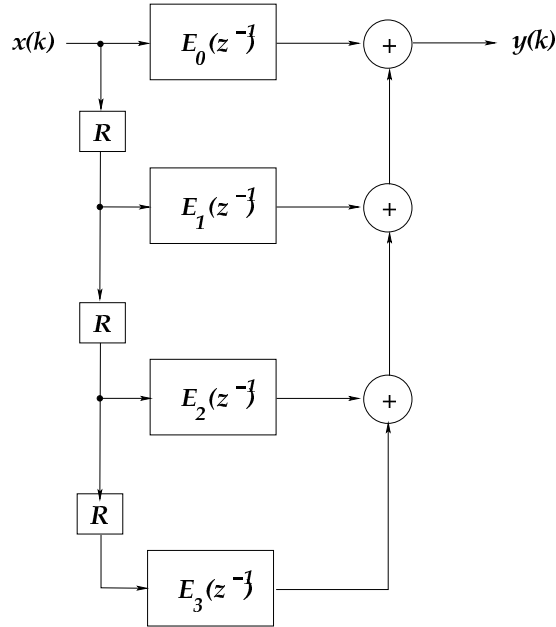 x(k) E₀(z⁻¹) + y(k)
R
E₁(z⁻¹) +
R
E₂(z⁻¹) +
R
E₃(z⁻¹)